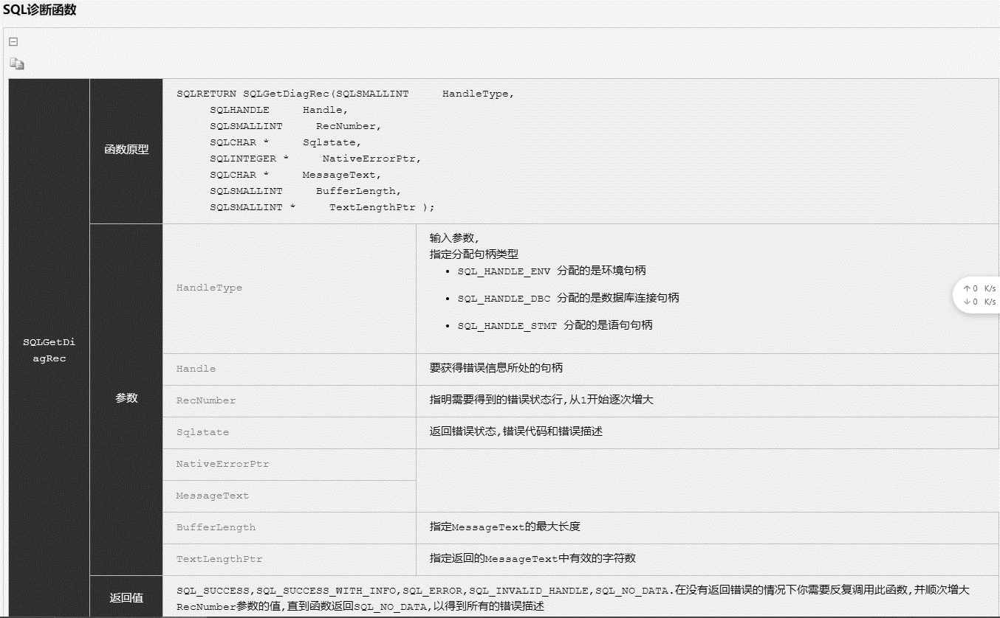 SQL诊断函数
SQLGetDi
agRec
函数原型
SQLRETURN SQLGetDiagRec(SQLSMALLINT HandleType,
SQLHANDLE Handle,
SQLSMALLINT RecNumber,
SQLCHAR * Sqlstate,
SQLINTEGER * NativeErrorPtr,
SQLCHAR * MessageText,
SQLSMALLINT BufferLength,
SQLSMALLINT * TextLengthPtr );
参数
HandleType
输入参数,
指定分配句柄类型
• SQL_HANDLE_ENV 分配的是环境句柄
• SQL_HANDLE_DBC 分配的是数据库连接句柄
• SQL_HANDLE_STMT 分配的是语句句柄
↑ 0 K/s
↓ 0 K/s
Handle 要获得错误信息所处的句柄
RecNumber 指明需要得到的错误状态行,从1开始逐次增大
Sqlstate 返回错误状态,错误代码和错误描述
NativeErrorPtr
MessageText
BufferLength 指定MessageText的最大长度
TextLengthPtr 指定返回的MessageText中有效的字符数
返回值
SQL_SUCCESS,SQL_SUCCESS_WITH_INFO,SQL_ERROR,SQL_INVALID_HANDLE,SQL_NO_DATA.在没有返回错误的情况下你需要反复调用此函数,并顺次增大
RecNumber参数的值,直到函数返回SQL_NO_DATA,以得到所有的错误描述